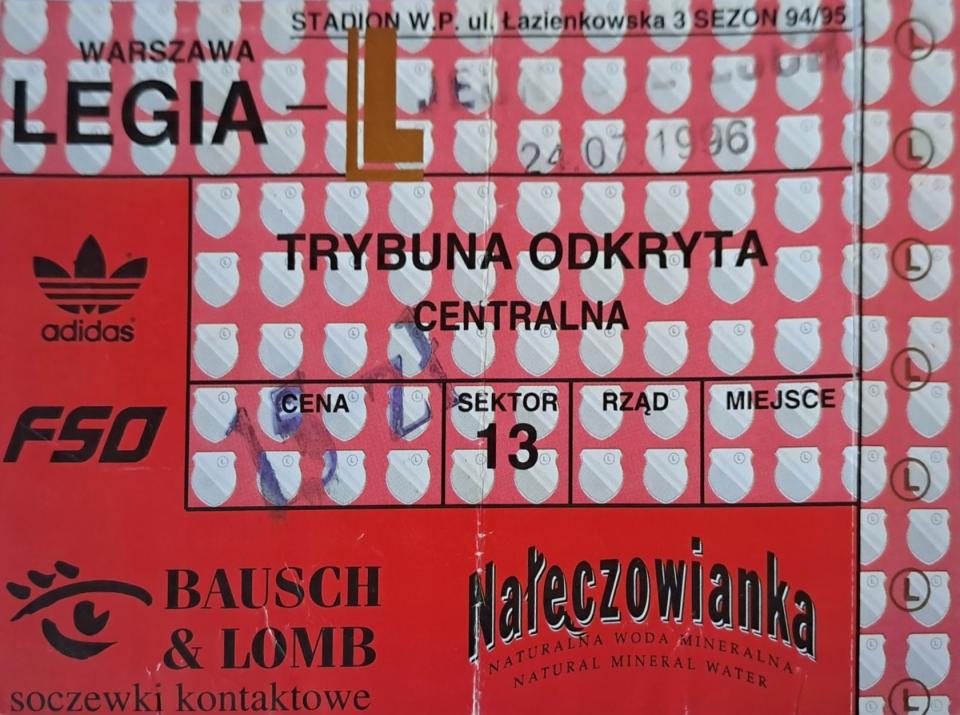 STADION W.P. ul. Łazienkowska 3 SEZON 94/95
WARSZAWA
LEGIA – L
24.07.1996
TRYBUNA ODKRYTA
CENTRALNA
adidas
CENA SEKTOR RZĄD MIEJSCE
13
FSO
BAUSCH
& LOMB
soczewki kontaktowe
Nałęczowianka
NATURALNA WODA MINERALNA
NATURAL MINERAL WATER